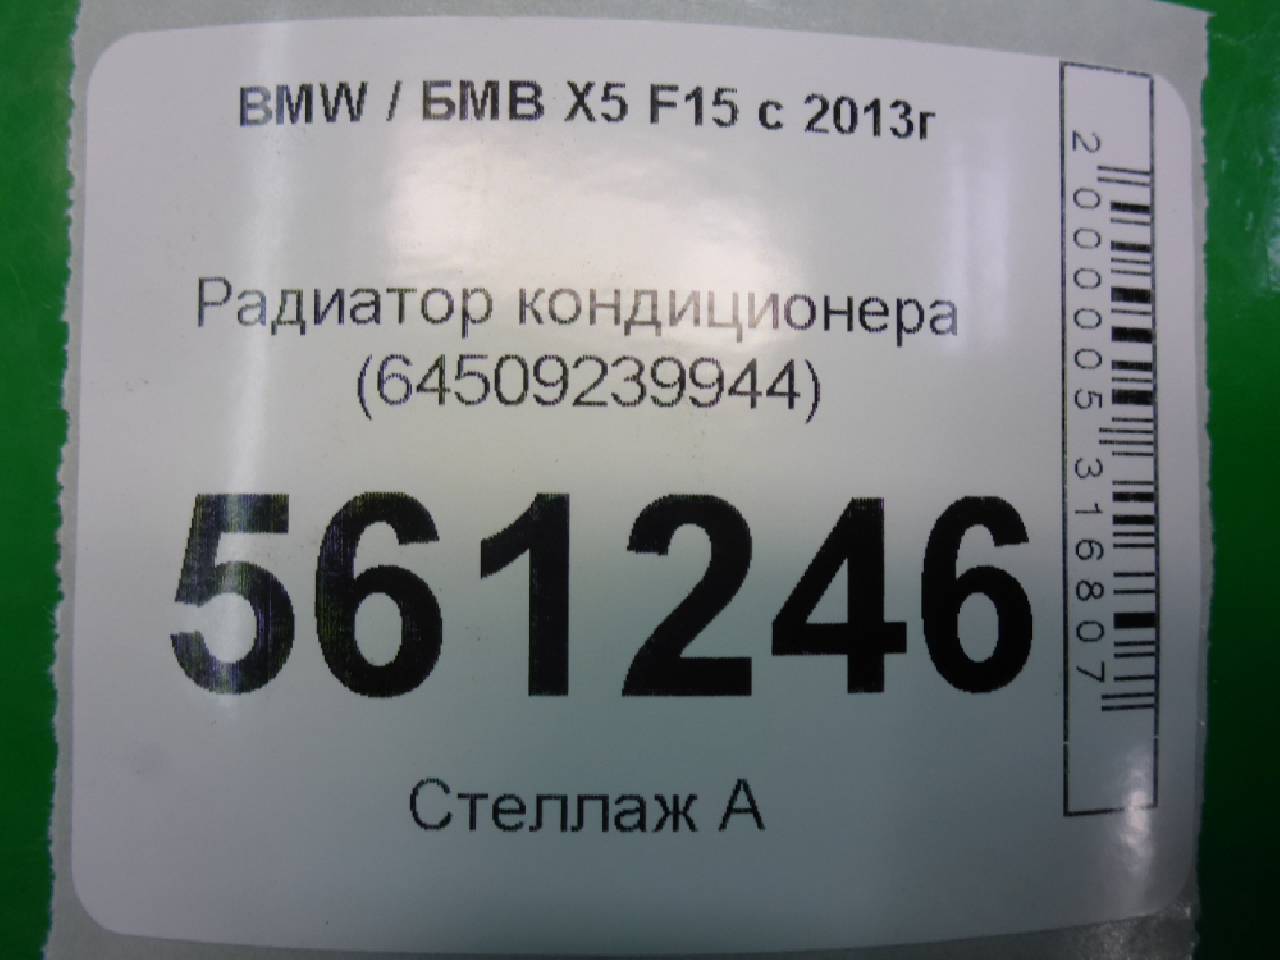 BMW / БМВ X5 F15 с 2013г
Радиатор кондиционера
(64509239944)
561246
Стеллаж А
2000005316807